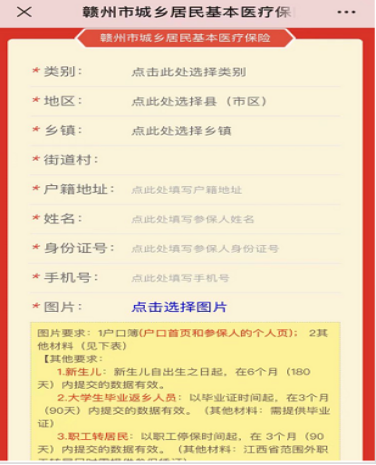 赣州市城乡居民基本医疗保
赣州市城乡居民基本医疗保险
*类别： 点击此处选择类别
*地区： 点此处选择县（市区）
*乡镇： 点此处选择乡镇
*街道村：
*户籍地址： 点此处填写户籍地址
*姓名： 点此处填写参保人姓名
*身份证号： 点此处填写参保人身份证号
*手机号： 点此处填写手机号
*图片： 点击选择图片
图片要求：1户口簿(户口首页和参保人的个人页)；2其
他材料（见下表）
【其他要求：
1.新生儿：新生儿自出生之日起，在6个月（180
天）内提交的数据有效。
2.大学生毕业返乡人员：以毕业证时间起，在3个月
（90天）内提交的数据有效。（其他材料：需提供毕业
证）
3.职工转居民：以职工停保时间起，在 3个月（90
天）内提交的数据有效。（其他材料：江西省范围外职